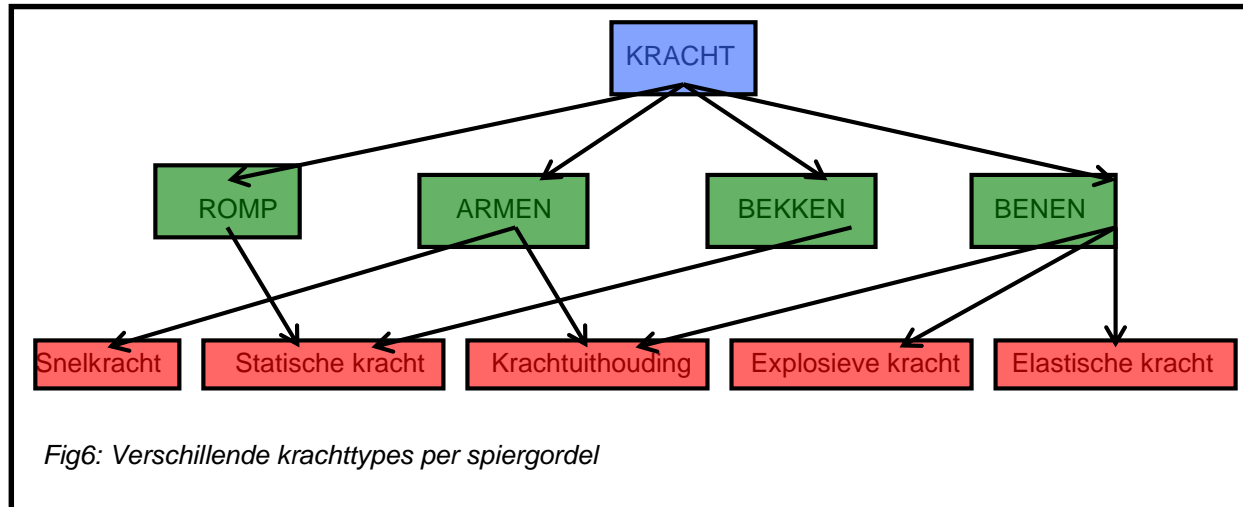 KRACHT
ROMP ARMEN BEKKEN BENEN
Snelkracht Statische kracht Krachtuithouding Explosieve kracht Elastische kracht
Fig6: Verschillende krachttypes per spiergordel